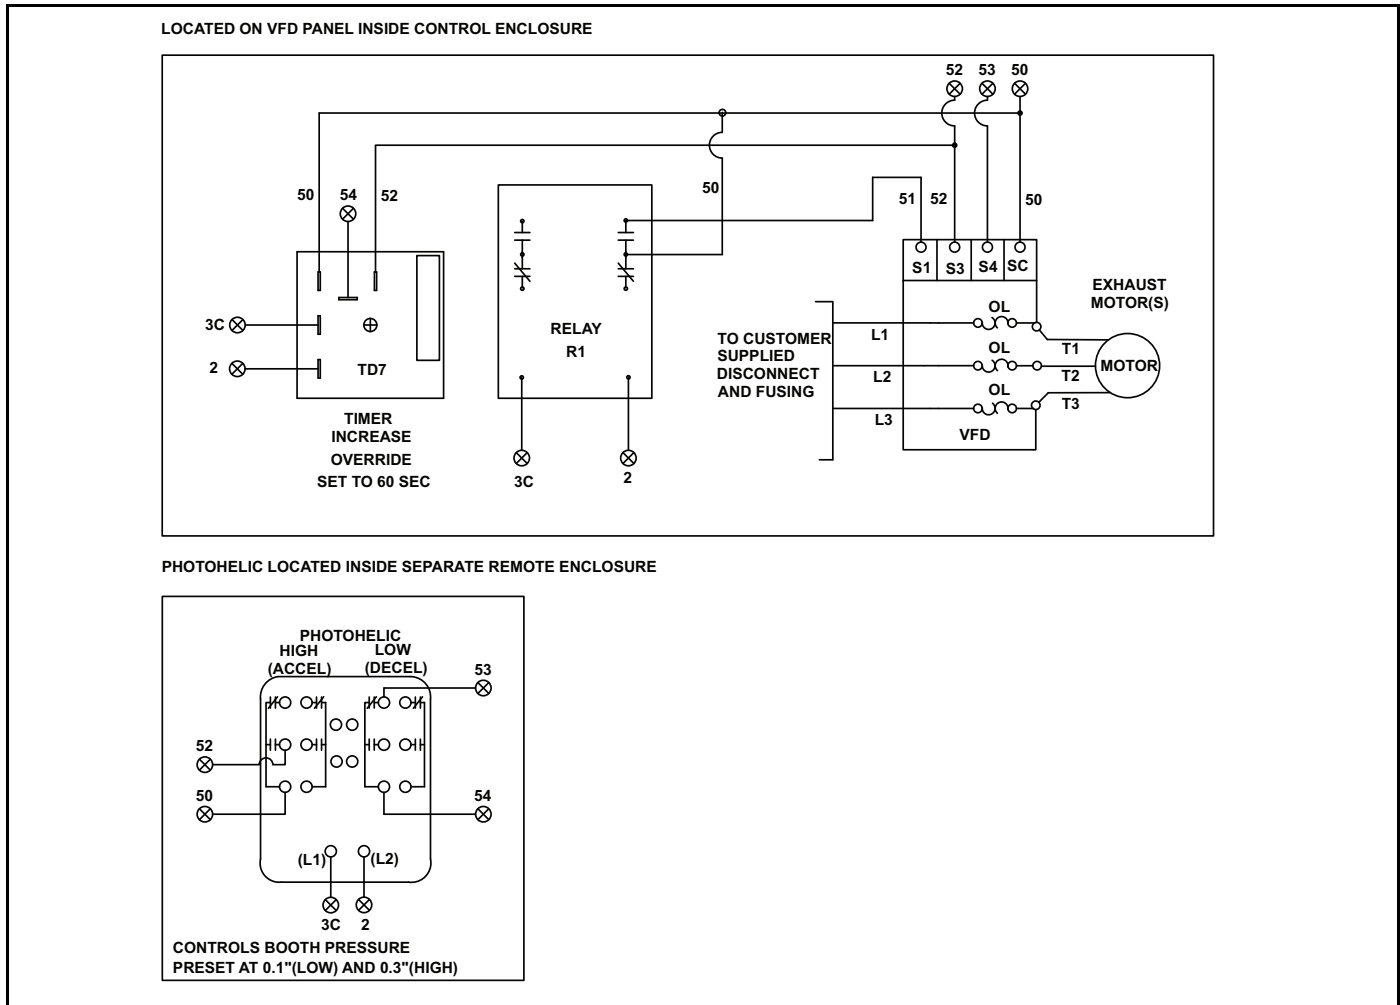 LOCATED ON VFD PANEL INSIDE CONTROL ENCLOSURE
52 53 50
50 54 52
50
51 52 50
S1 S3 S4 SC
EXHAUST
MOTOR(S)
3C
2
TD7
TIMER
INCREASE
OVERRIDE
SET TO 60 SEC
RELAY
R1
3C 2
TO CUSTOMER
SUPPLIED
DISCONNECT
AND FUSING
L1
L2
L3
OL
OL
OL
T1
T2
T3
MOTOR
VFD
PHOTOHELIC LOCATED INSIDE SEPARATE REMOTE ENCLOSURE
PHOTOHELIC
HIGH LOW
(ACCEL) (DECEL)
53
52
50
54
(L1) (L2)
3C 2
CONTROLS BOOTH PRESSURE
PRESET AT 0.1"(LOW) AND 0.3"(HIGH)